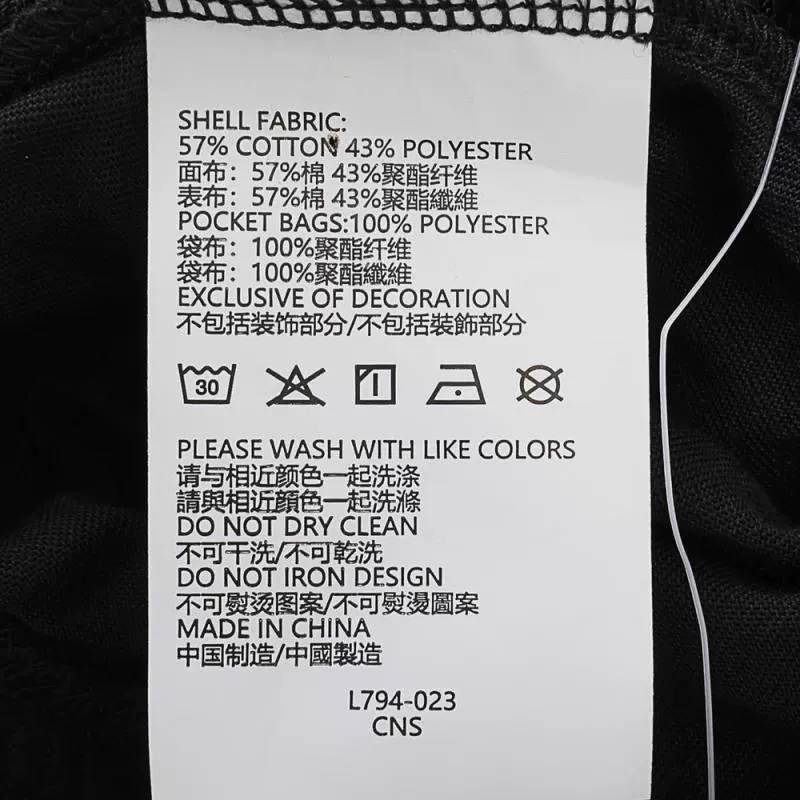 SHELL FABRIC:
57% COTTON 43% POLYESTER
面布：57%棉 43%聚酯纤维
表布：57%棉 43%聚酯纖維
POCKET BAGS:100% POLYESTER
袋布：100%聚酯纤维
袋布：100%聚酯纖維
EXCLUSIVE OF DECORATION
不包括装饰部分/不包括裝飾部分
30
PLEASE WASH WITH LIKE COLORS
请与相近颜色一起洗涤
請與相近顏色一起洗滌
DO NOT DRY CLEAN
不可干洗/不可乾洗
DO NOT IRON DESIGN
不可熨烫图案/不可熨燙圖案
MADE IN CHINA
中国制造/中國製造
L794-023
CNS